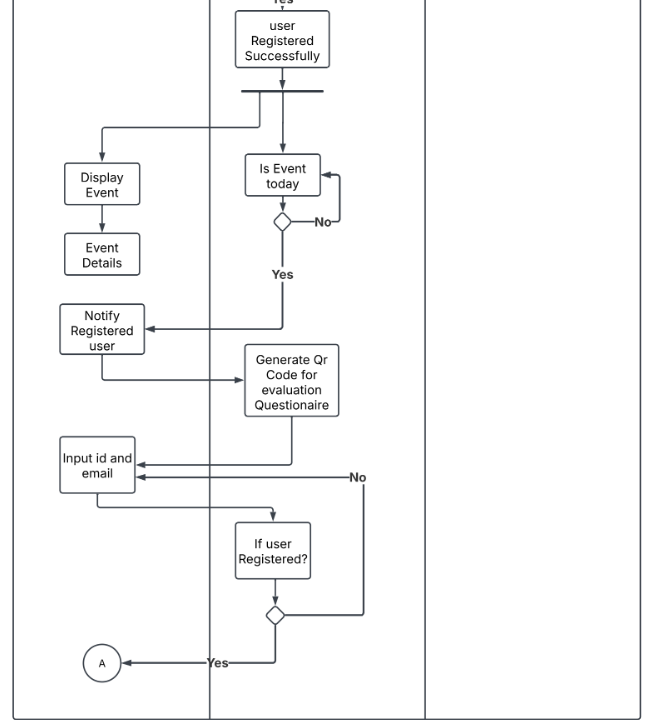 Yes
user
Registered
Successfully
Is Event
today
Display
Event
No
Event
Details
Yes
Notify
Registered
user
Generate Qr
Code for
evaluation
Questionaire
Input id and
email
No
If user
Registered?
Yes
A